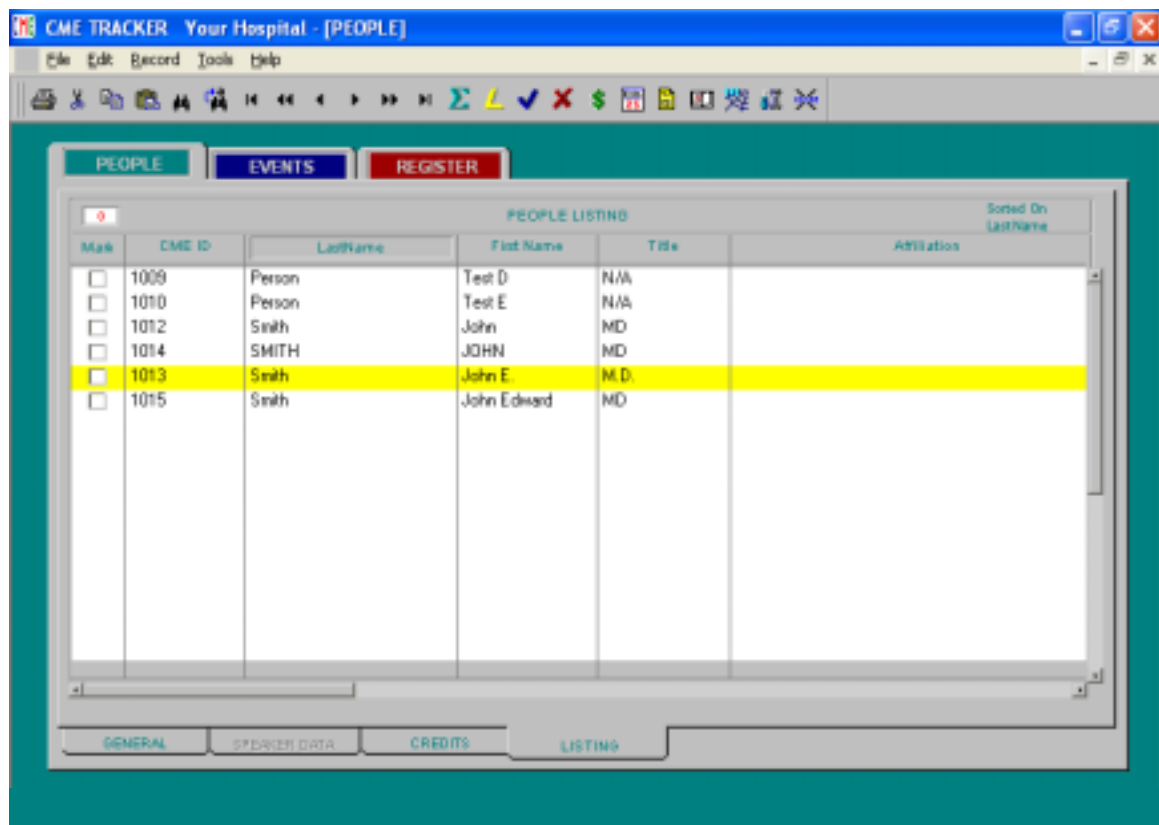 CME TRACKER Your Hospital - [PEOPLE]
File Edit Record Tools Help
PEOPLE EVENTS REGISTER
0 PEOPLE LISTING Sorted On
LastName
Mark CME ID LastName First Name Title Affiliation
1009 Person Test D N/A
1010 Person Test E N/A
1012 Smith John MD
1014 SMITH JOHN MD
1013 Smith John E. M.D.
1015 Smith John Edward MD
GENERAL SPEAKER DATA CREDITS LISTING